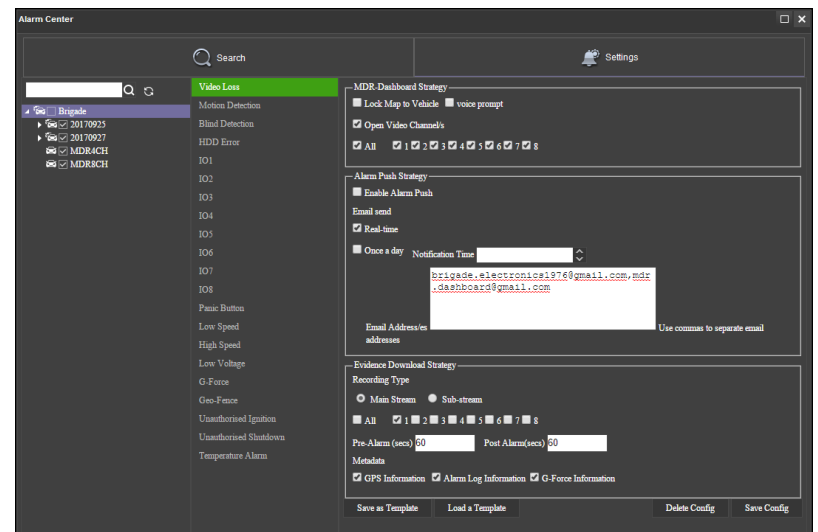 Alarm Center
Search
Settings
Brigade
20170925
20170927
MDR4CH
MDR8CH
Video Loss
Motion Detection
Blind Detection
HDD Error
IO1
IO2
IO3
IO4
IO5
IO6
IO7
IO8
Panic Button
Low Speed
High Speed
Low Voltage
G-Force
Geo-Fence
Unauthorised Ignition
Unauthorised Shutdown
Temperature Alarm
MDR-Dashboard Strategy
Lock Map to Vehicle voice prompt
Open Video Channel/s
All 1 2 3 4 5 6 7 8
Alarm Push Strategy
Enable Alarm Push
Email send
Real-time
Once a day Notification Time
brigade.electronics1976@gmail.com,mdr
.dashboard@gmail.com
Email Address/es Use commas to separate email
addresses
Evidence Download Strategy
Recording Type
Main Stream Sub-stream
All 1 2 3 4 5 6 7 8
Pre-Alarm (secs) 60 Post Alarm(secs) 60
Metadata
GPS Information Alarm Log Information G-Force Information
Save as Template Load a Template Delete Config Save Config